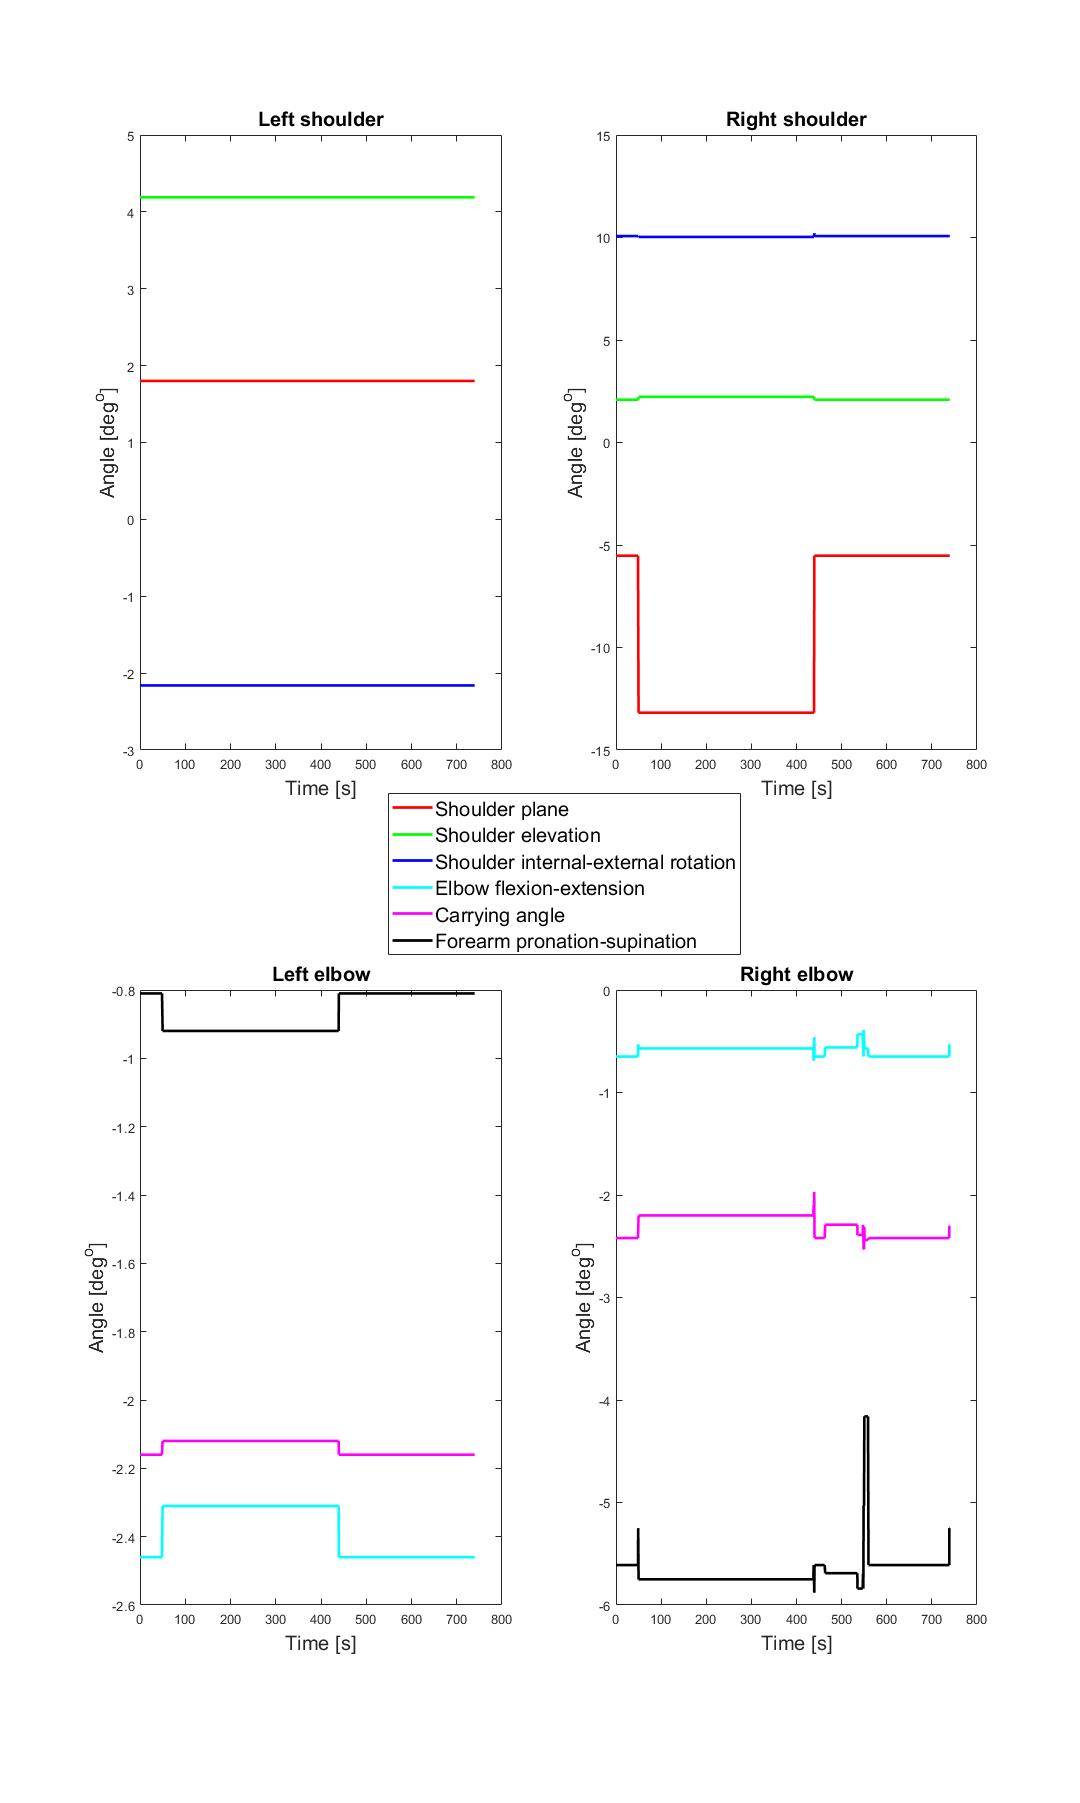 Left shoulder
5
4
3
2
1
0
-1
-2
-3
Angle [deg^o]
0 100 200 300 400 500 600 700 800
Time [s]
Right shoulder
15
10
5
0
-5
-10
-15
Angle [deg^o]
0 100 200 300 400 500 600 700 800
Time [s]
Shoulder plane
Shoulder elevation
Shoulder internal-external rotation
Elbow flexion-extension
Carrying angle
Forearm pronation-supination
Left elbow
-0.8
-1
-1.2
-1.4
-1.6
-1.8
-2
-2.2
-2.4
-2.6
Angle [deg^o]
0 100 200 300 400 500 600 700 800
Time [s]
Right elbow
0
-1
-2
-3
-4
-5
-6
Angle [deg^o]
0 100 200 300 400 500 600 700 800
Time [s]